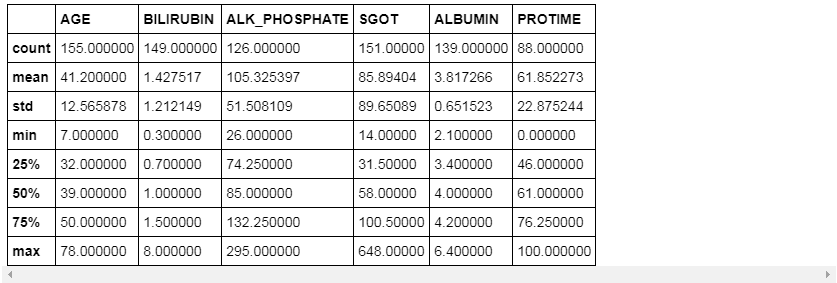 AGE BILIRUBIN ALK_PHOSPHATE SGOT ALBUMIN PROTIME
count 155.000000 149.000000 126.000000 151.00000 139.000000 88.000000
mean 41.200000 1.427517 105.325397 85.89404 3.817266 61.852273
std 12.565878 1.212149 51.508109 89.65089 0.651523 22.875244
min 7.000000 0.300000 26.000000 14.00000 2.100000 0.000000
25% 32.000000 0.700000 74.250000 31.50000 3.400000 46.000000
50% 39.000000 1.000000 85.000000 58.00000 4.000000 61.000000
75% 50.000000 1.500000 132.250000 100.50000 4.200000 76.250000
max 78.000000 8.000000 295.000000 648.00000 6.400000 100.000000